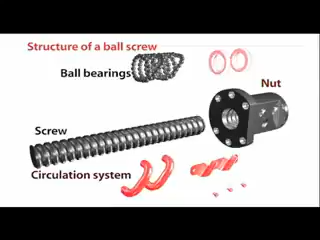 Structure of a ball screw
Ball bearings
Nut
Screw
Circulation system